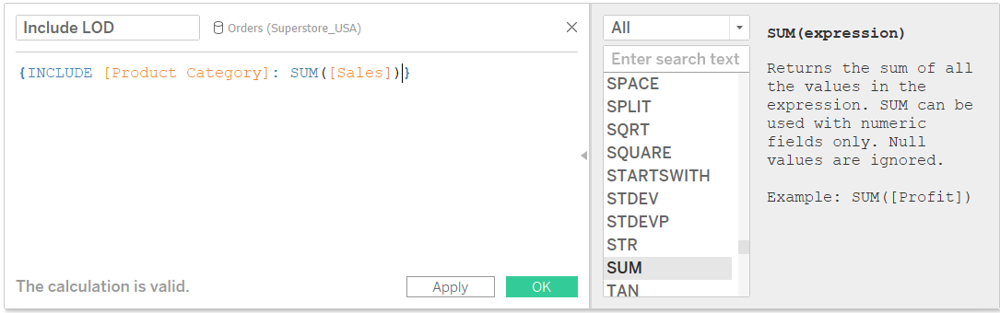 Include LOD
Orders (Superstore_USA)
{INCLUDE [Product Category]: SUM([Sales])}
The calculation is valid.
Apply
OK
All
Enter search text
SPACE
SPLIT
SQRT
SQUARE
STARTSWITH
STDEV
STDEVP
STR
SUM
TAN
SUM(expression)
Returns the sum of all
the values in the
expression. SUM can be
used with numeric
fields only. Null
values are ignored.
Example: SUM([Profit])